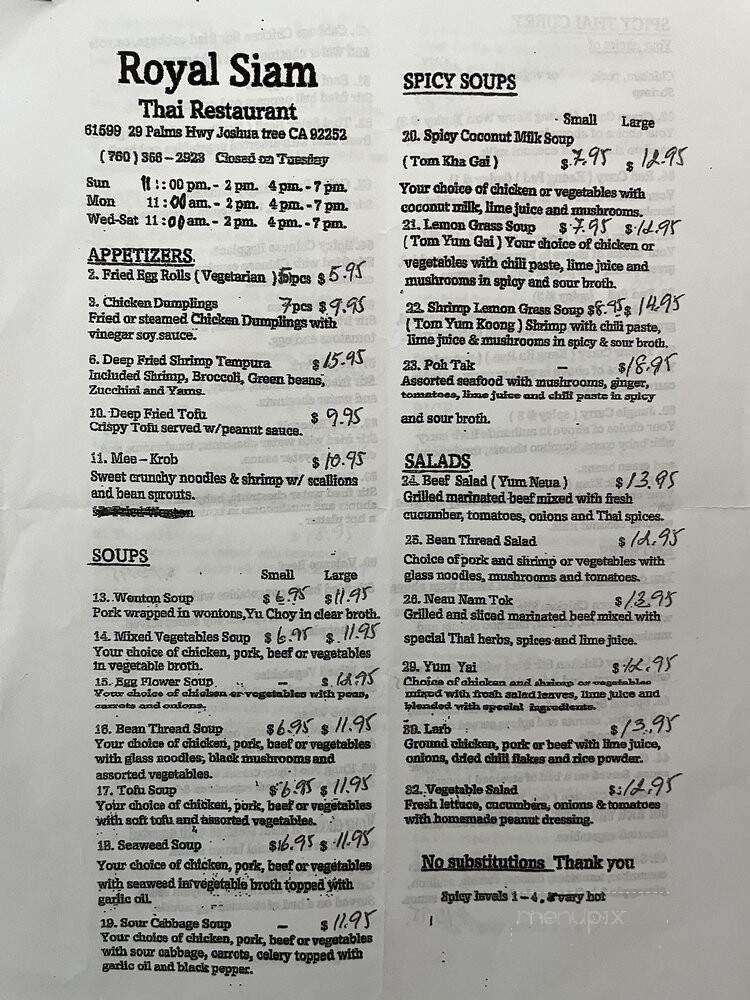 Royal Siam
Thai Restaurant
61599 29 Palms Hwy Joshua tree CA 92252
(760) 366-2923 Closed on Tuesday
Sun 11:00 pm. - 2 pm. 4 pm. - 7 pm.
Mon 11:00 am. - 2 pm. 4 pm. - 7 pm.
Wed-Sat 11:00 am. - 2 pm. 4 pm. - 7 pm.
APPETIZERS
2. Fried Egg Rolls (Vegetarian) 5pcs $5.95
3. Chicken Dumplings 7pcs $9.95
Fried or steamed Chicken Dumplings with
vinegar soy sauce.
6. Deep Fried Shrimp Tempura $15.95
Included Shrimp, Broccoli, Green beans,
Zucchini and Yams.
10. Deep Fried Tofu $9.95
Crispy Tofu served w/peanut sauce.
11. Mee – Krob $10.95
Sweet crunchy noodles & shrimp w/ scallions
and bean sprouts.
Fried Wonton
SOUPS
Small Large
13. Wonton Soup $6.95 $11.95
Pork wrapped in wontons, Yu Choy in clear broth.
14. Mixed Vegetables Soup $6.95 $11.95
Your choice of chicken, pork, beef or vegetables
in vegetable broth.
15. Egg Flower Soup – $12.95
Your choice of chicken or vegetables with peas,
carrots and onions.
16. Bean Thread Soup $6.95 $11.95
Your choice of chicken, pork, beef or vegetables
with glass noodles, black mushrooms and
assorted vegetables.
17. Tofu Soup $6.95 $11.95
Your choice of chicken, pork, beef or vegetables
with soft tofu and assorted vegetables.
18. Seaweed Soup $6.95 $11.95
Your choice of chicken, pork, beef or vegetables
with seaweed in vegetable broth topped with
garlic oil.
19. Sour Cabbage Soup – $11.95
Your choice of chicken, pork, beef or vegetables
with sour cabbage, carrots, celery topped with
garlic oil and black pepper.
SPICY SOUPS
Small Large
20. Spicy Coconut Milk Soup
(Tom Kha Gai) $7.95 $12.95
Your choice of chicken or vegetables with
coconut milk, lime juice and mushrooms.
21. Lemon Grass Soup $7.95 $12.95
(Tom Yum Gai) Your choice of chicken or
vegetables with chili paste, lime juice and
mushrooms in spicy and sour broth.
22. Shrimp Lemon Grass Soup $8.95 $14.95
(Tom Yum Koong) Shrimp with chili paste,
lime juice & mushrooms in spicy & sour broth.
23. Poh Tak – $18.95
Assorted seafood with mushrooms, ginger,
tomatoes, lime juice and chili paste in spicy
and sour broth.
SALADS
24. Beef Salad (Yum Neua) $13.95
Grilled marinated beef mixed with fresh
cucumber, tomatoes, onions and Thai spices.
25. Bean Thread Salad $12.95
Choice of pork and shrimp or vegetables with
glass noodles, mushrooms and tomatoes.
26. Neau Nam Tok $13.95
Grilled and sliced marinated beef mixed with
special Thai herbs, spices and lime juice.
29. Yum Yai $12.95
Choice of chicken and shrimp or vegetables
mixed with fresh salad leaves, lime juice and
blended with special ingredients.
30. Larb $13.95
Ground chicken, pork or beef with lime juice,
onions, dried chili flakes and rice powder.
32. Vegetable Salad $12.95
Fresh lettuce, cucumbers, onions & tomatoes
with homemade peanut dressing.
No substitutions Thank you
Spicy levels 1 – 4, very hot
menupix